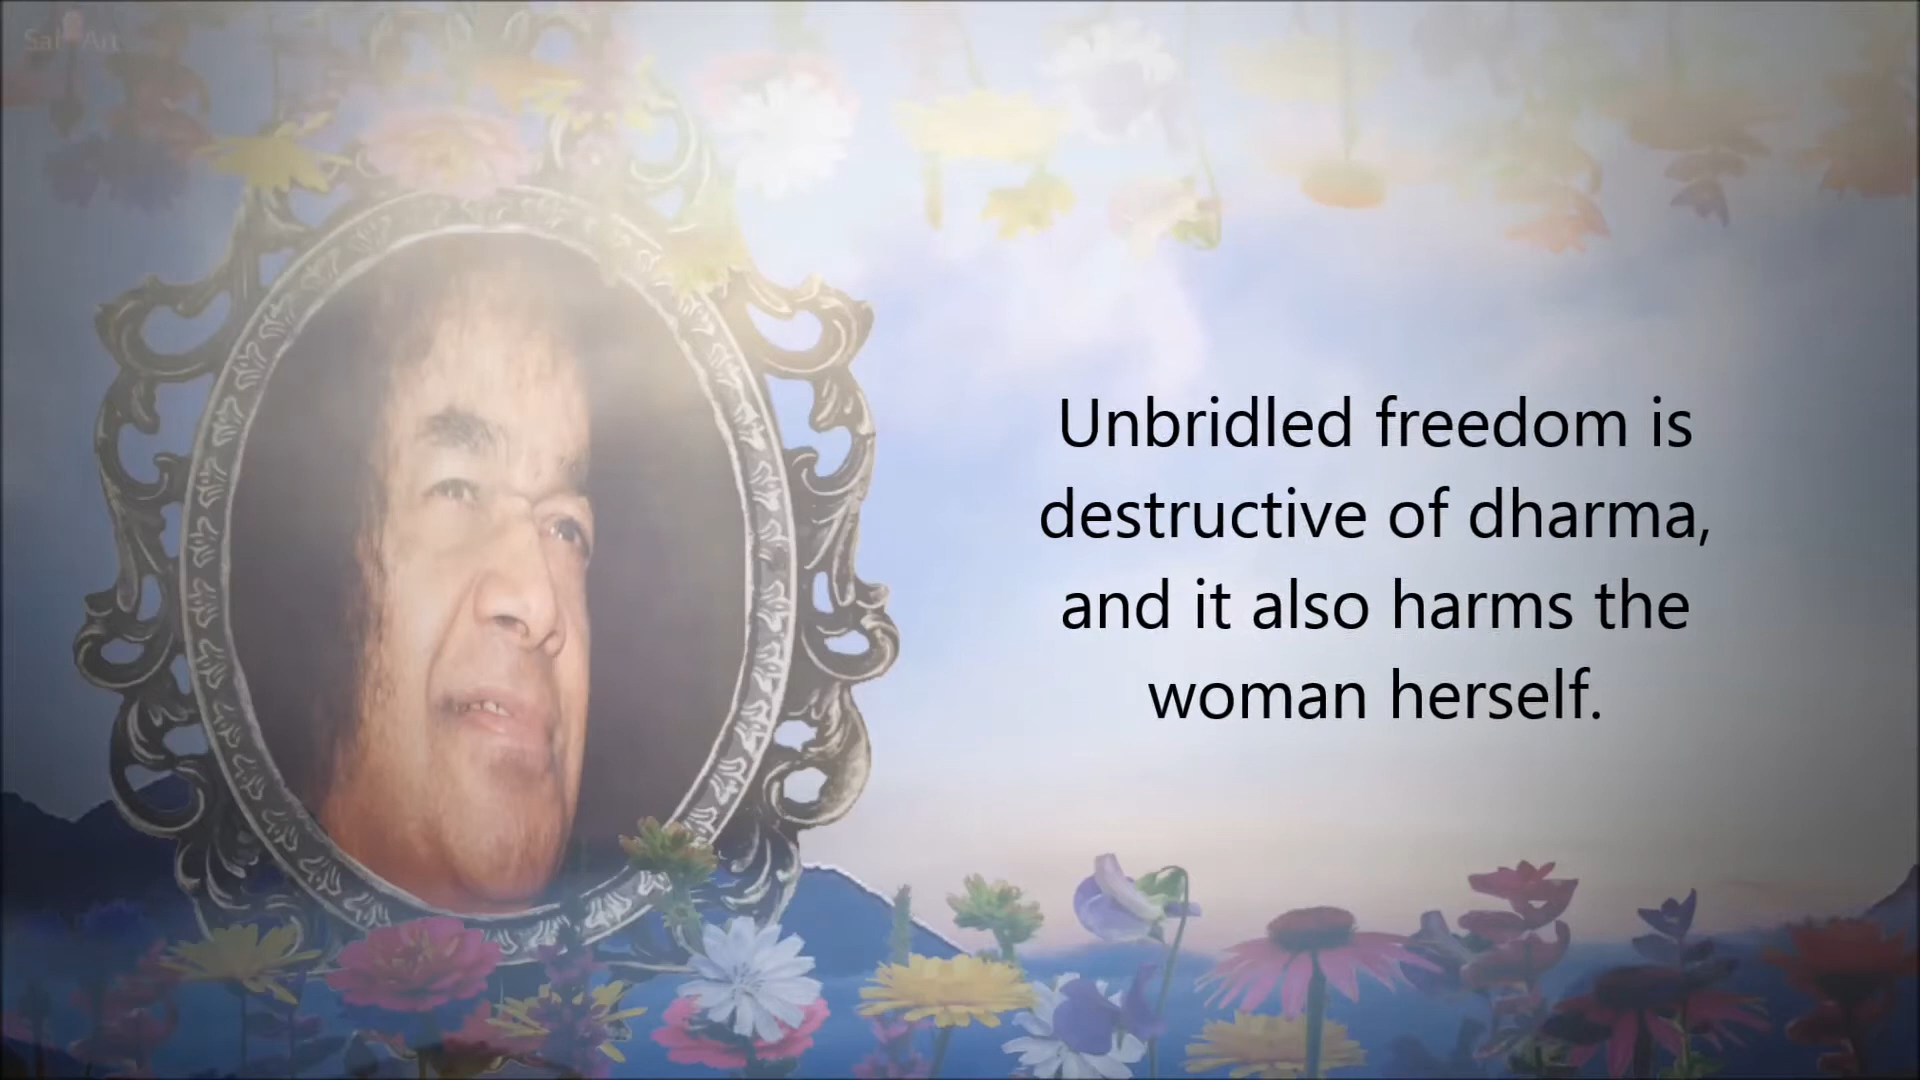 Unbridled freedom is
destructive of dharma,
and it also harms the
woman herself.